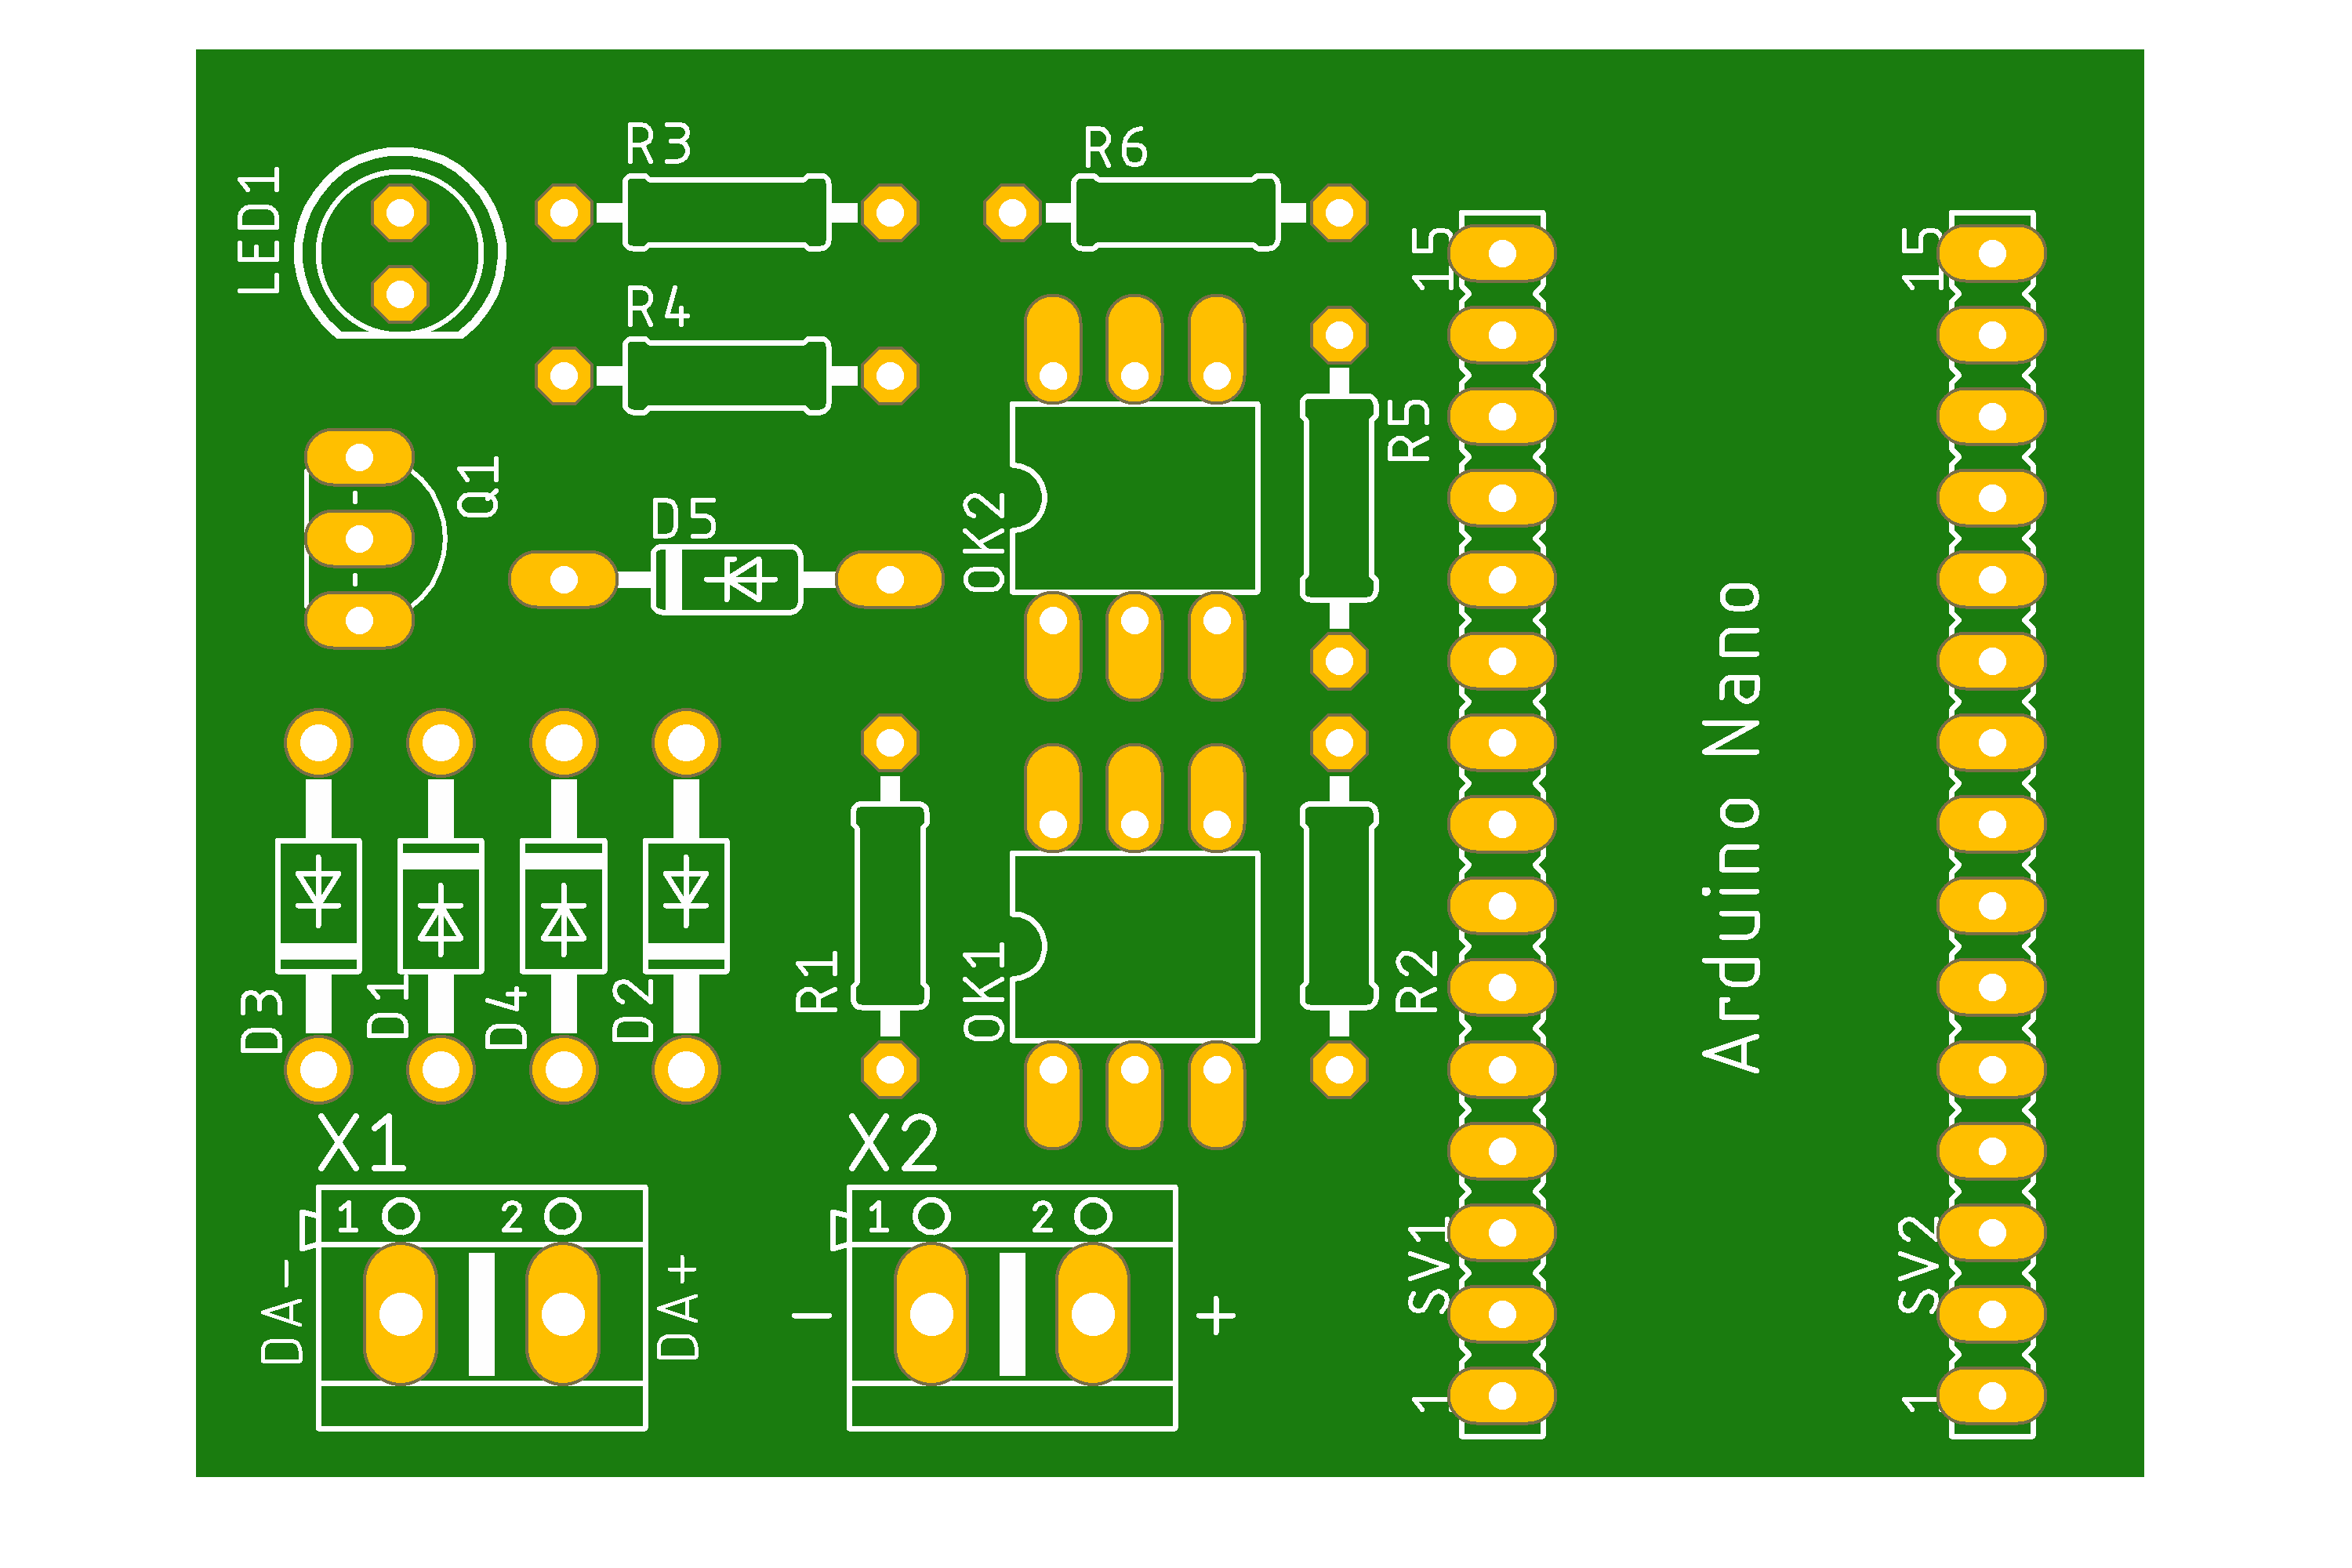 R3
R6
LED1
15
15
R4
R5
Q1
D5
OK2
Arduino Nano
D3
D1
D4
D2
R1
OK1
R2
X1
X2
1
2
1
2
SV1
SV2
DA-
DA+
-
+
1
1